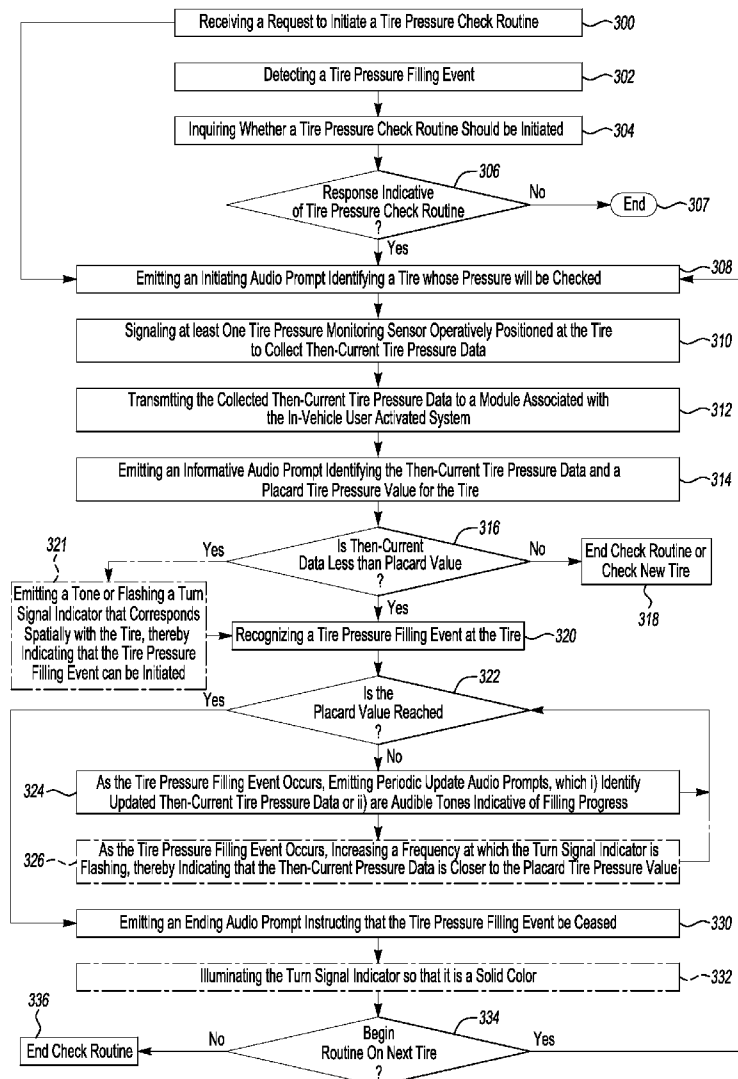 Receiving a Request to Initiate a Tire Pressure Check Routine
300
Detecting a Tire Pressure Filling Event
302
Inquiring Whether a Tire Pressure Check Routine Should be Initiated
304
306
Response Indicative
of Tire Pressure Check Routine
?
No
End
307
Yes
Emitting an Initiating Audio Prompt Identifying a Tire whose Pressure will be Checked
308
Signaling at least One Tire Pressure Monitoring Sensor Operatively Positioned at the Tire
to Collect Then-Current Tire Pressure Data
310
Transmtting the Collected Then-Current Tire Pressure Data to a Module Associated with
the In-Vehicle User Activated System
312
Emitting an Informative Audio Prompt Identifying the Then-Current Tire Pressure Data and a
Placard Tire Pressure Value for the Tire
314
316
Is Then-Current
Data Less than Placard Value
?
Yes
No
End Check Routine or
Check New Tire
318
321
Emitting a Tone or Flashing a Turn
Signal Indicator that Corresponds
Spatially with the Tire, thereby
Indicating that the Tire Pressure
Filling Event can be Initiated
Yes
Recognizing a Tire Pressure Filling Event at the Tire
320
322
Is the
Placard Value Reached
?
Yes
No
324
As the Tire Pressure Filling Event Occurs, Emitting Periodic Update Audio Prompts, which i) Identify
Updated Then-Current Tire Pressure Data or ii) are Audible Tones Indicative of Filling Progress
326
As the Tire Pressure Filling Event Occurs, Increasing a Frequency at which the Turn Signal Indicator is
Flashing, thereby Indicating that the Then-Current Pressure Data is Closer to the Placard Tire Pressure Value
Emitting an Ending Audio Prompt Instructing that the Tire Pressure Filling Event be Ceased
330
Illuminating the Turn Signal Indicator so that it is a Solid Color
332
334
Begin
Routine On Next Tire
?
No
Yes
336
End Check Routine